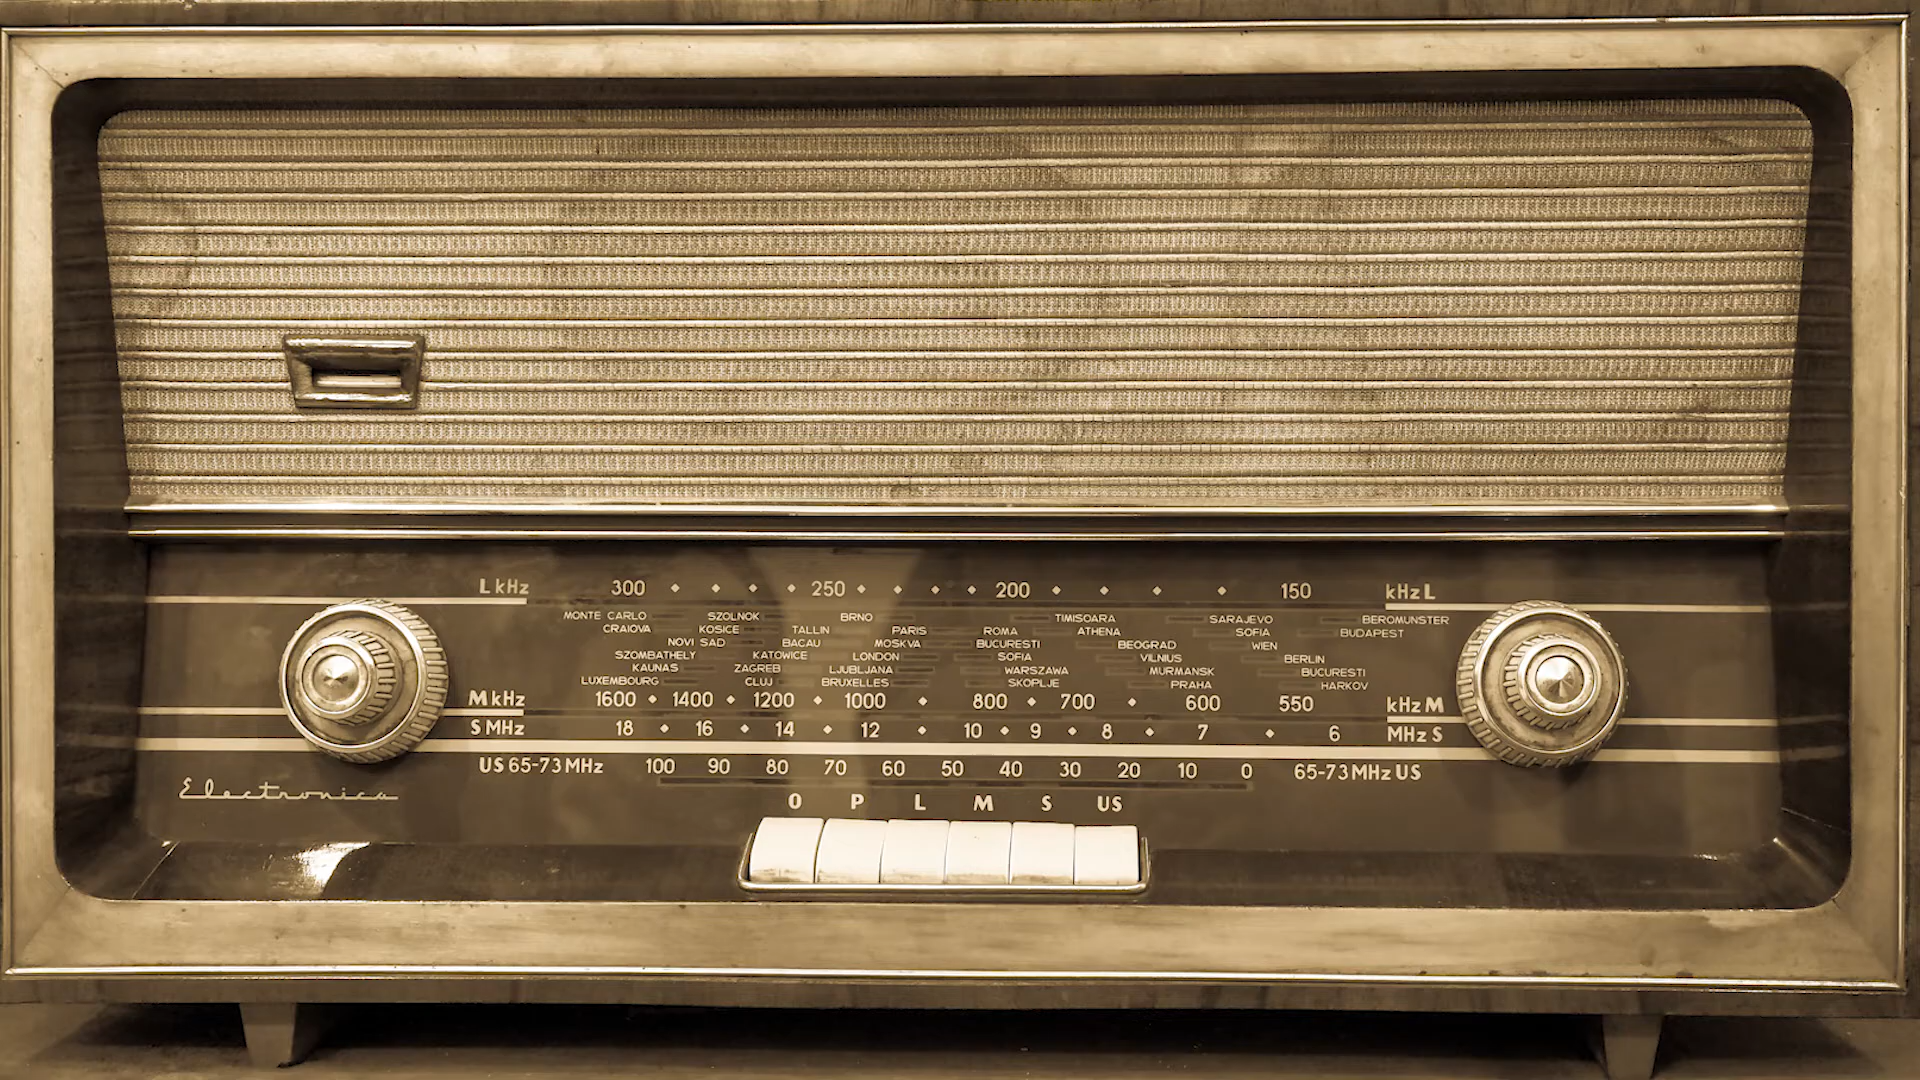 L kHz 300 250 200 150 kHz L
MONTE CARLO SZOLNOK BRNO TIMISOARA SARAJEVO BEROMUNSTER
CRAIOVA KOSICE TALLIN PARIS ROMA ATHENA SOFIA BUDAPEST
NOVI SAD BACAU MOSKVA BUCURESTI BEOGRAD WIEN
SZOMBATHELY KATOWICE LONDON SOFIA VILNIUS BERLIN
KAUNAS ZAGREB LJUBLJANA WARSZAWA MURMANSK BUCURESTI
LUXEMBOURG CLUJ BRUXELLES SKOPLJE PRAHA HARKOV
M kHz 1600 1400 1200 1000 800 700 600 550 kHz M
S MHz 18 16 14 12 10 9 8 7 6 MHz S
US 65-73 MHz 100 90 80 70 60 50 40 30 20 10 0 65-73 MHz US
Electronica
O P L M S US